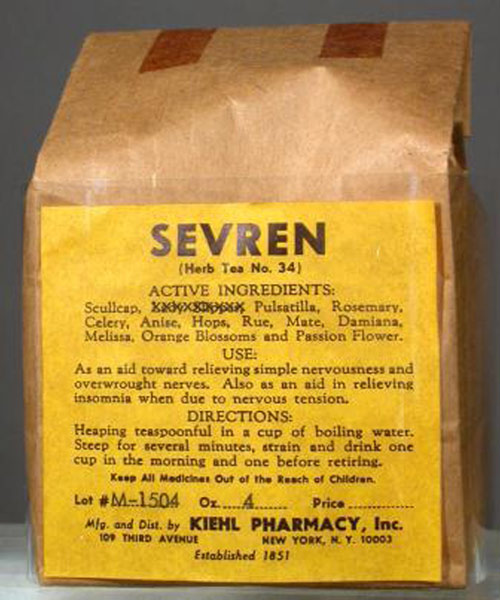 SEVREN
(Herb Tea No. 34)
ACTIVE INGREDIENTS:
Scullcap, Pulsatilla, Rosemary,
Celery, Anise, Hops, Rue, Mate, Damiana,
Melissa, Orange Blossoms and Passion Flower.
USE:
As an aid toward relieving simple nervousness and
overwrought nerves. Also as an aid in relieving
insomnia when due to nervous tension.
DIRECTIONS:
Heaping teaspoonful in a cup of boiling water.
Steep for several minutes, strain and drink one
cup in the morning and one before retiring.
Keep All Medicines Out of the Reach of Children.
Lot #M-1504 Oz. 4 Price
Mfg. and Dist. by KIEHL PHARMACY, Inc.
109 THIRD AVENUE NEW YORK, N. Y. 10003
Established 1851